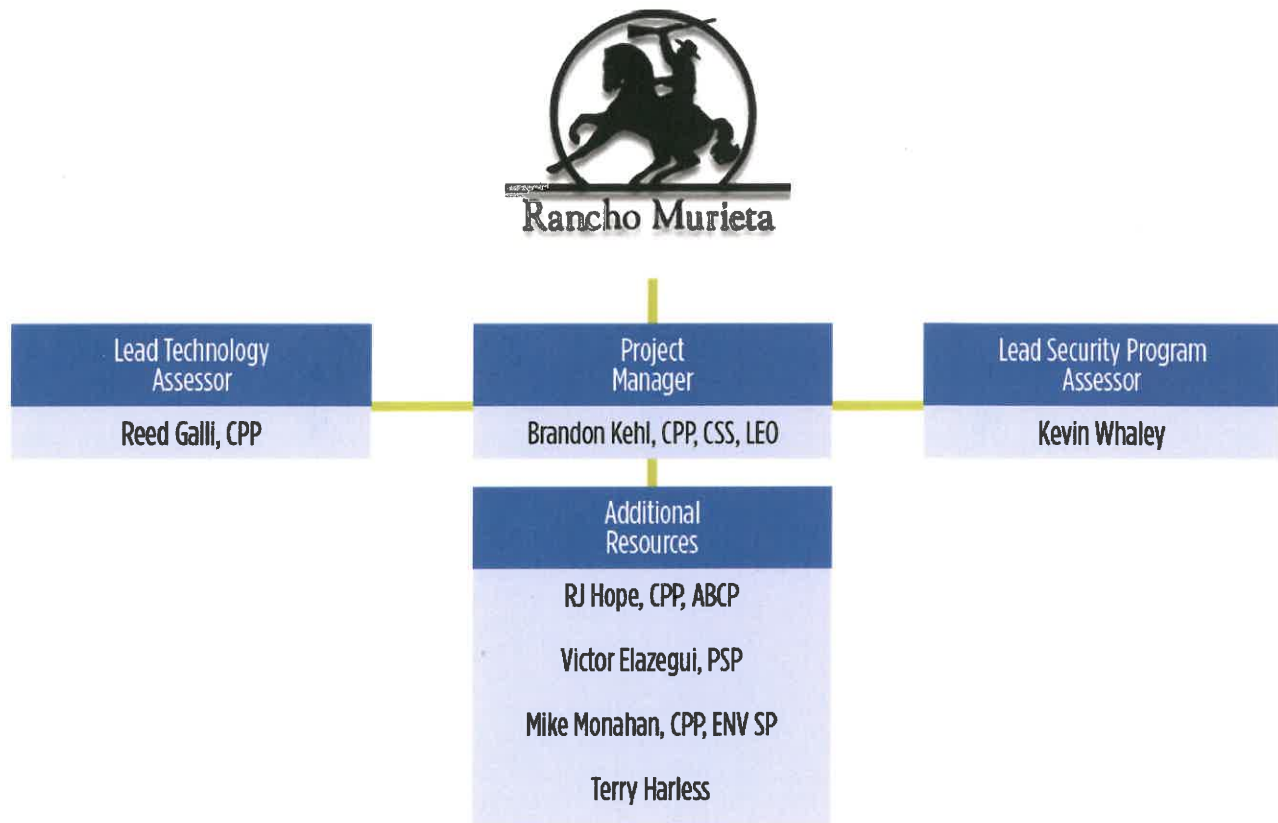 Rancho Murieta
Lead Technology
Assessor
Reed Galli, CPP
Project
Manager
Brandon Kehl, CPP, CSS, LEO
Lead Security Program
Assessor
Kevin Whaley
Additional
Resources
RJ Hope, CPP, ABCP
Victor Elazegui, PSP
Mike Monahan, CPP, ENV SP
Terry Harless